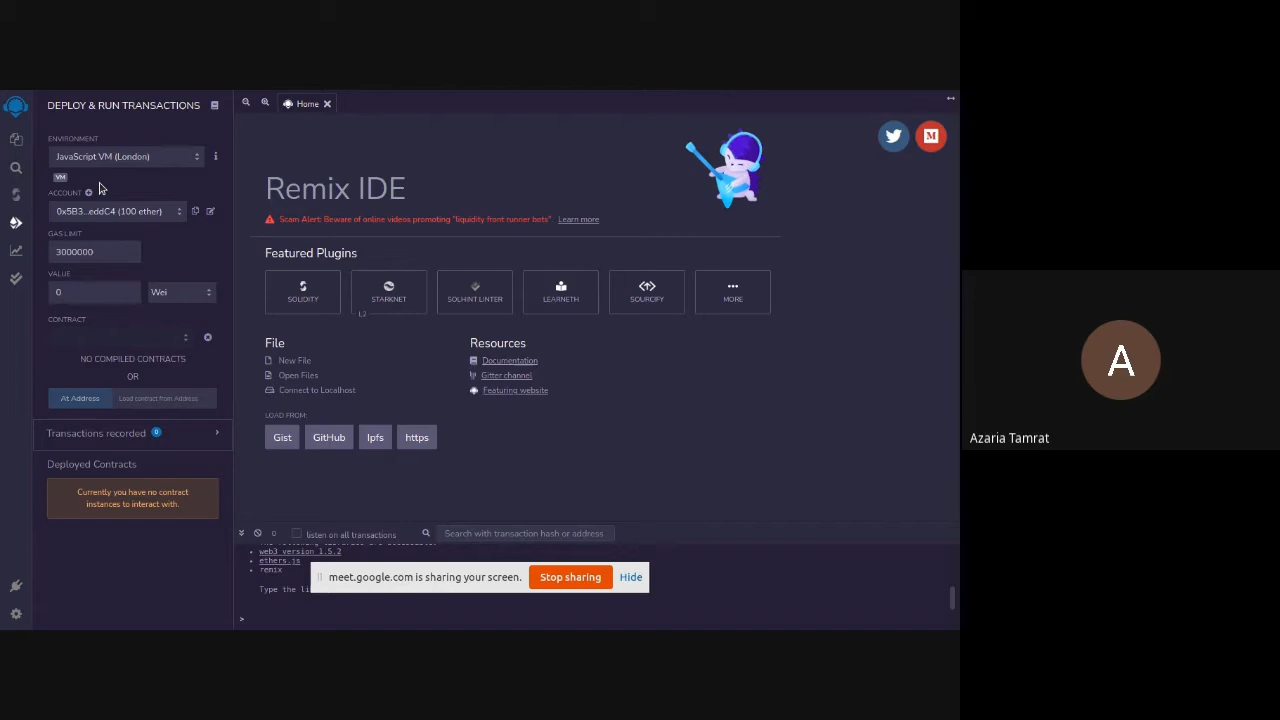 DEPLOY & RUN TRANSACTIONS
Home
ENVIRONMENT
JavaScript VM (London)
VM
ACCOUNT
0x5B3...eddC4 (100 ether)
GAS LIMIT
3000000
VALUE
0
Wei
CONTRACT
NO COMPILED CONTRACTS
OR
At Address
Load contract from Address
Transactions recorded
0
Deployed Contracts
Currently you have no contract
instances to interact with.
Remix IDE
Scam Alert: Beware of online videos promoting "liquidity front runner bots". Learn more
Featured Plugins
SOLIDITY
STARKNET
L2
SOLHINT LINTER
LEARNETH
SOURCIFY
MORE
File
New File
Open Files
Connect to Localhost
LOAD FROM:
Gist
GitHub
Ipfs
https
Resources
Documentation
Gitter channel
Featuring website
0
listen on all transactions
Search with transaction hash or address
web3 version 1.5.2
ethers.js
remix
Type the li
>
meet.google.com is sharing your screen.
Stop sharing
Hide
A
Azaria Tamrat